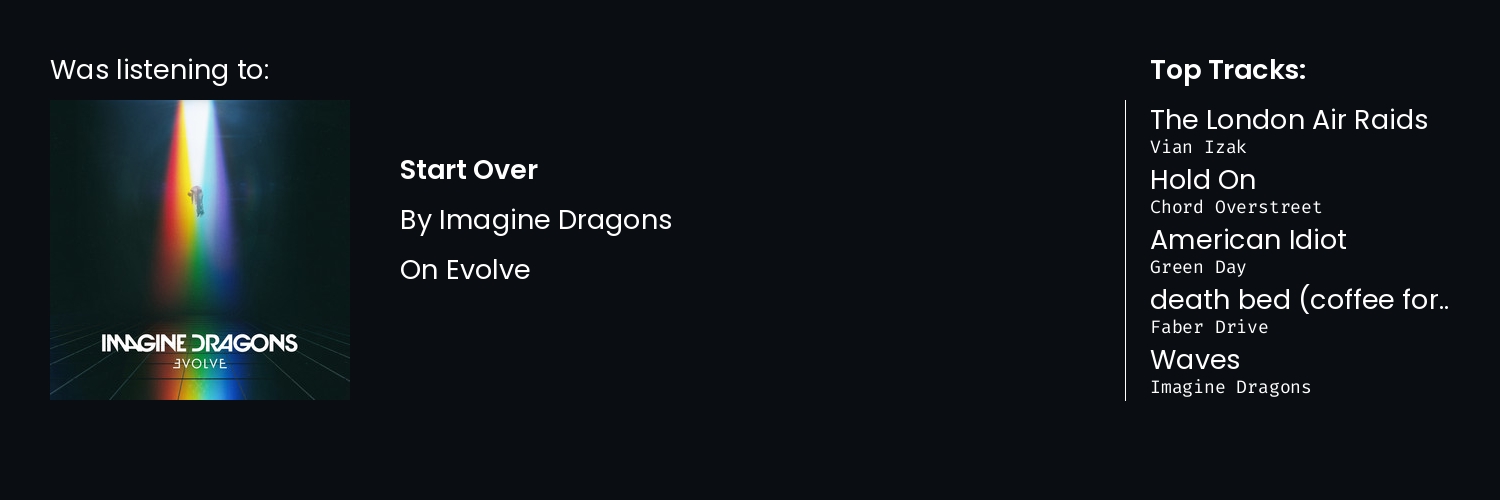 Was listening to:
IMAGINE DRAGONS
EVOLVE
Start Over
By Imagine Dragons
On Evolve
Top Tracks:
The London Air Raids
Vian Izak
Hold On
Chord Overstreet
American Idiot
Green Day
death bed (coffee for..
Faber Drive
Waves
Imagine Dragons